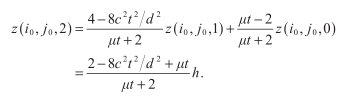 z(i₀, j₀, 2) = (4 − 8c²t²/d²)/(μt + 2) z(i₀, j₀, 1) + (μt − 2)/(μt + 2) z(i₀, j₀, 0)
= (2 − 8c²t²/d² + μt)/(μt + 2) h.